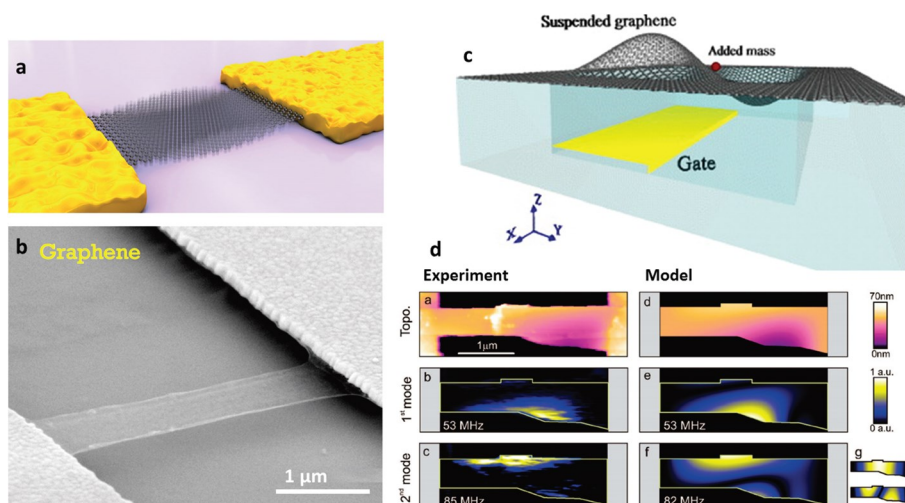 a
b
Graphene
1 μm
c
Suspended graphene
Added mass
Gate
Z
X
Y
d
Experiment
Model
Topo.
a
1μm
d
70nm
0nm
1st mode
b
53 MHz
e
53 MHz
1 a.u.
0 a.u.
2nd mode
c
85 MHz
f
82 MHz
g